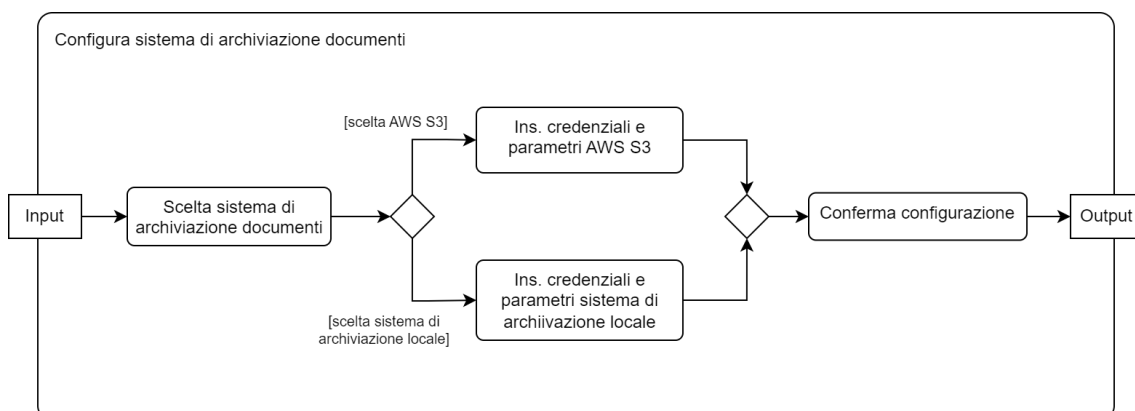 Configura sistema di archiviazione documenti
[scelta AWS S3]
Ins. credenziali e
parametri AWS S3
Input
Scelta sistema di
archiviazione documenti
Conferma configurazione
Output
Ins. credenziali e
parametri sistema di
archiivazione locale
[scelta sistema di
archiviazione locale]